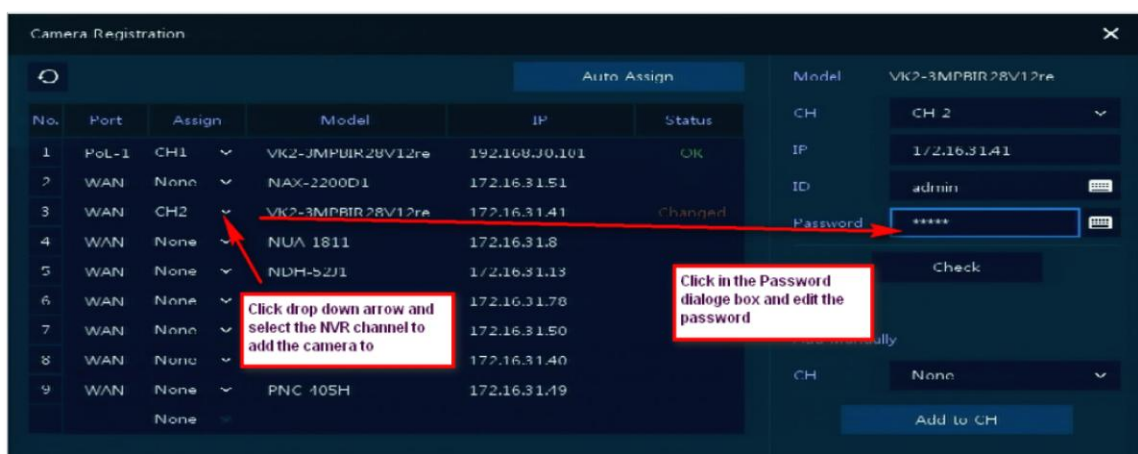 Camera Registration
Auto Assign
No. Port Assign Model IP Status
1 PoE-1 CH1 VK2-3MPBIR28V12re 192.168.30.101 OK
2 WAN None NAX-2200D1 172.16.31.51
3 WAN CH2 VK2-3MPBIR28V12re 172.16.31.41 Changed
4 WAN None NUA 1811 172.16.31.8
5 WAN None NDH-52J1 172.16.31.13
6 WAN None 172.16.31.78
7 WAN None 172.16.31.50
8 WAN None 172.16.31.40
9 WAN None PNC 405H 172.16.31.49
None
Click drop down arrow and
select the NVR channel to
add the camera to
Model VK2-3MPBIR28V12re
CH CH 2
IP 172.16.31.41
ID admin
Password *****
Check
Click in the Password
dialoge box and edit the
password
CH None
Add to CH